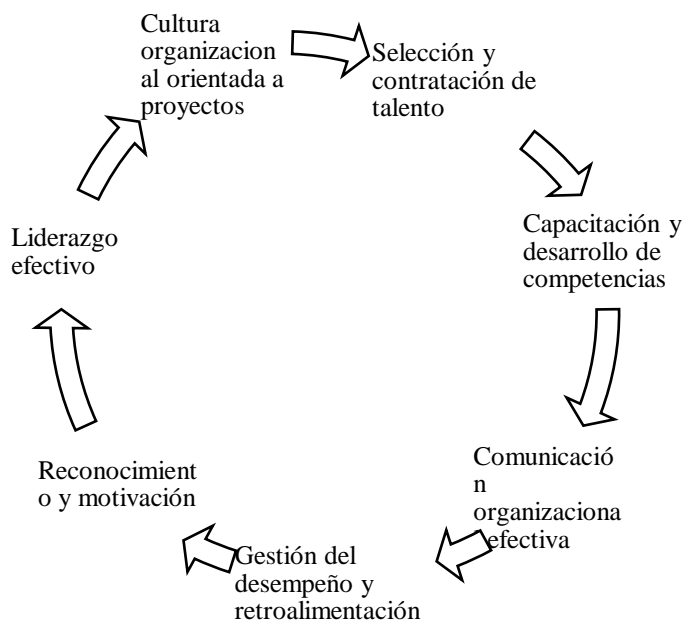 Cultura
organizacion
al orientada a
proyectos
Selección y
contratación de
talento
Capacitación y
desarrollo de
competencias
Comunicació
n
organizaciona
efectiva
Gestión del
desempeño y
retroalimentación
Reconocimient
o y motivación
Liderazgo
efectivo